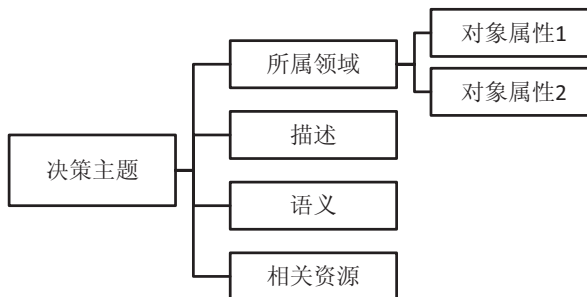 决策主题
所属领域
对象属性1
对象属性2
描述
语义
相关资源